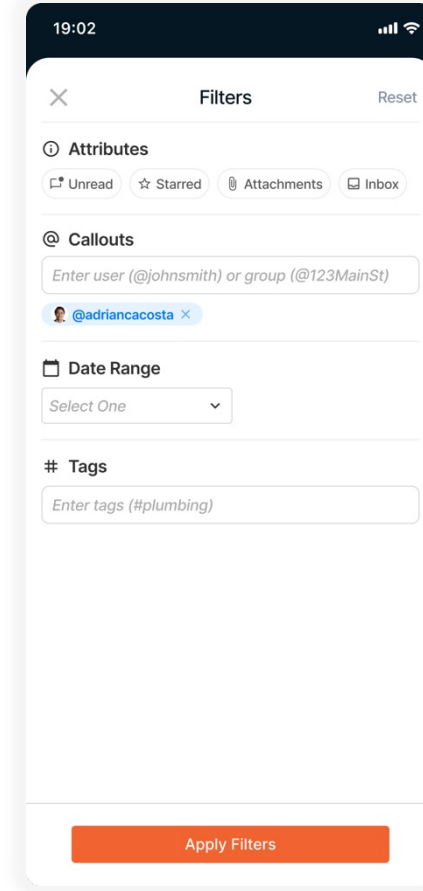 19:02
Filters
Reset
Attributes
Unread
Starred
Attachments
Inbox
Callouts
Enter user (@johnsmith) or group (@123MainSt)
@adriancacosta
Date Range
Select One
# Tags
Enter tags (#plumbing)
Apply Filters